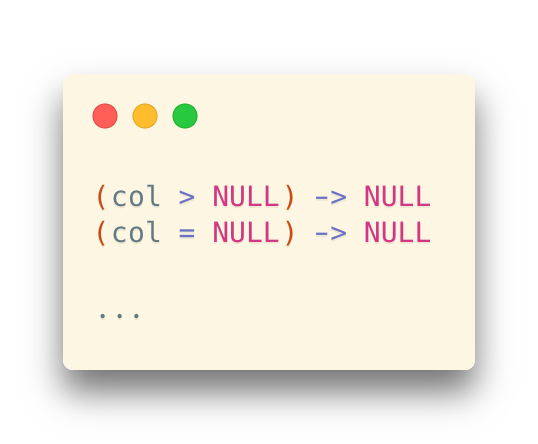 (col > NULL) -> NULL
(col = NULL) -> NULL
...